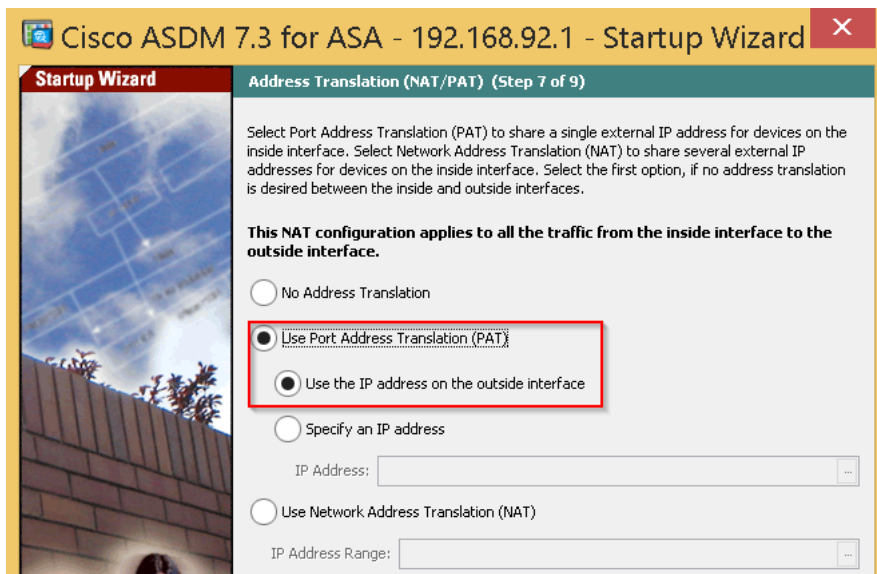 Cisco ASDM 7.3 for ASA - 192.168.92.1 - Startup Wizard
Startup Wizard
Address Translation (NAT/PAT) (Step 7 of 9)
Select Port Address Translation (PAT) to share a single external IP address for devices on the
inside interface. Select Network Address Translation (NAT) to share several external IP
addresses for devices on the inside interface. Select the first option, if no address translation
is desired between the inside and outside interfaces.
This NAT configuration applies to all the traffic from the inside interface to the
outside interface.
No Address Translation
Use Port Address Translation (PAT)
Use the IP address on the outside interface
Specify an IP address
IP Address:
...
Use Network Address Translation (NAT)
IP Address Range:
...